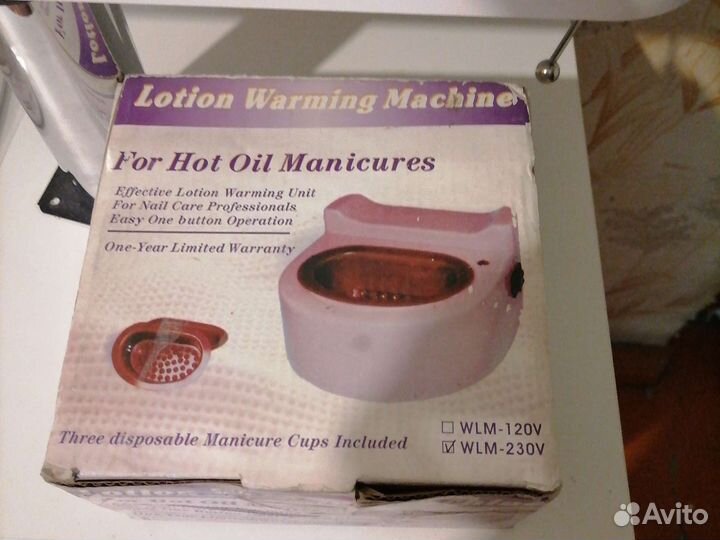 Lotion Warming Machine
For Hot Oil Manicures
Effective Lotion Warming Unit
For Nail Care Professionals
Easy One button Operation
One-Year Limited Warranty
Three disposable Manicure Cups Included
WLM-120V
WLM-230V
Avito